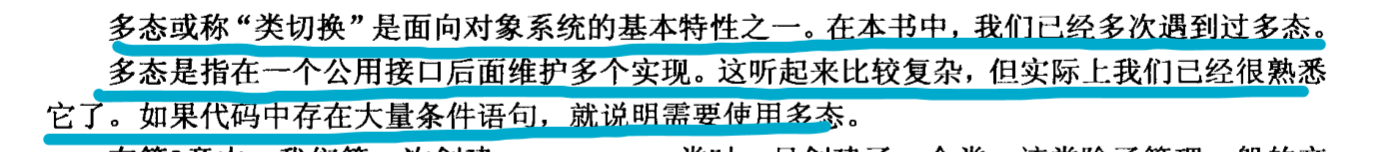 多态或称“类切换”是面向对象系统的基本特性之一。在本书中，我们已经多次遇到过多态。
多态是指在一个公用接口后面维护多个实现。这听起来比较复杂，但实际上我们已经很熟悉
它了。如果代码中存在大量条件语句，就说明需要使用多态。